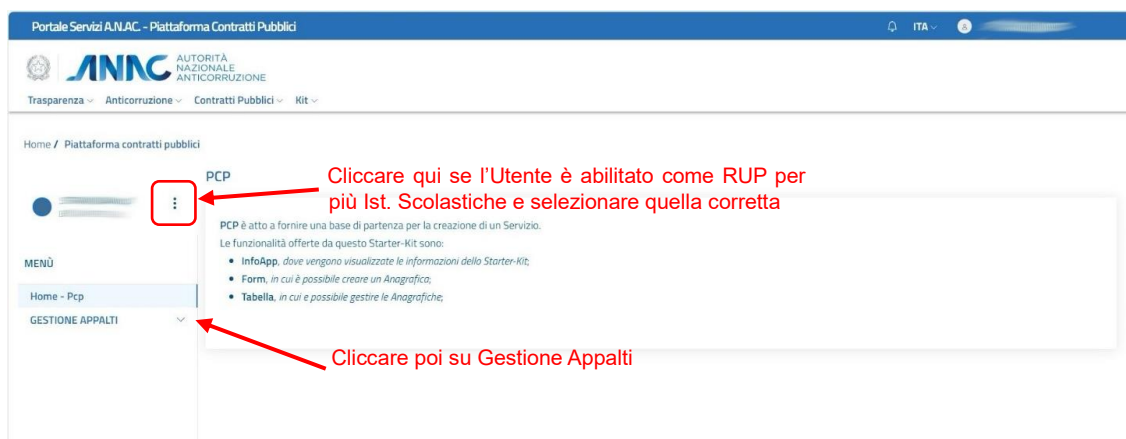 Portale Servizi A.N.AC. - Piattaforma Contratti Pubblici
ITA
ANAC
AUTORITÀ
NAZIONALE
ANTICORRUZIONE
Trasparenza Anticorruzione Contratti Pubblici Kit
Home / Piattaforma contratti pubblici
PCP
Cliccare qui se l'Utente è abilitato come RUP per
più Ist. Scolastiche e selezionare quella corretta
PCP è atto a fornire una base di partenza per la creazione di un Servizio.
Le funzionalità offerte da questo Starter-Kit sono:
• InfoApp, dove vengono visualizzate le informazioni dello Starter-Kit;
• Form, in cui è possibile creare un Anagrafica;
• Tabella, in cui e possibile gestire le Anagrafiche;
MENÙ
Home - Pcp
GESTIONE APPALTI
Cliccare poi su Gestione Appalti